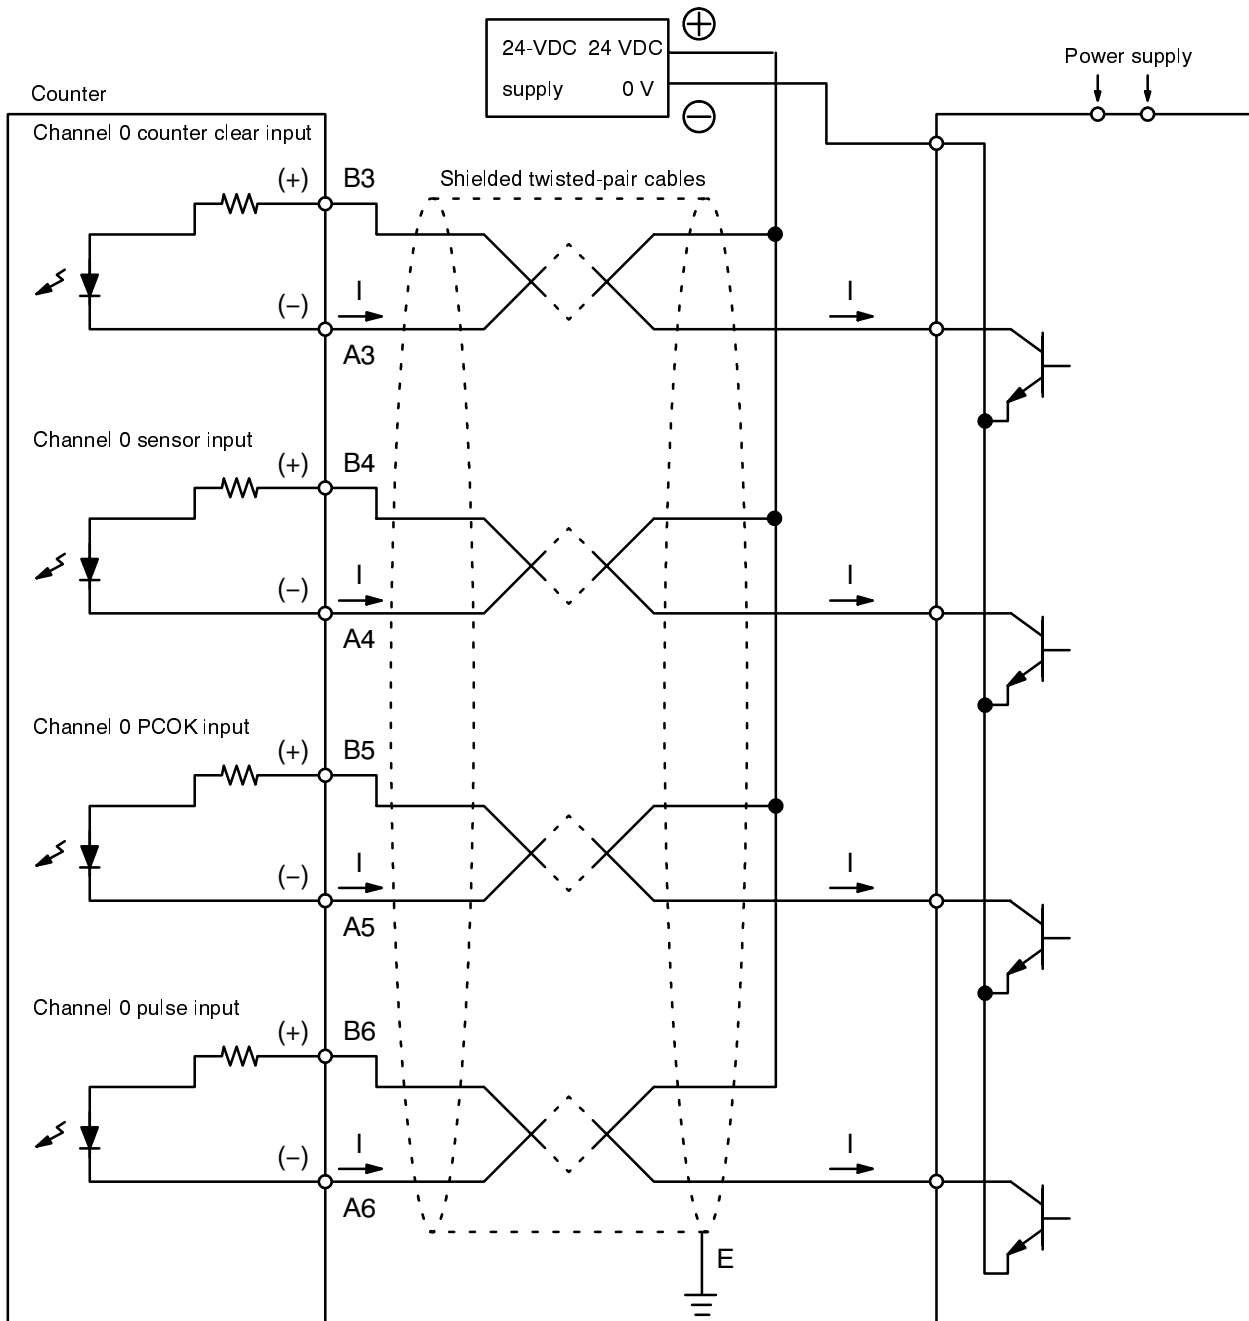 24-VDC 24 VDC
supply 0 V
Power supply
Counter
Channel 0 counter clear input
(+) B3
Shielded twisted-pair cables
(−) I I
A3
Channel 0 sensor input
(+) B4
(−) I I
A4
Channel 0 PCOK input
(+) B5
(−) I I
A5
Channel 0 pulse input
(+) B6
(−) I I
A6
E